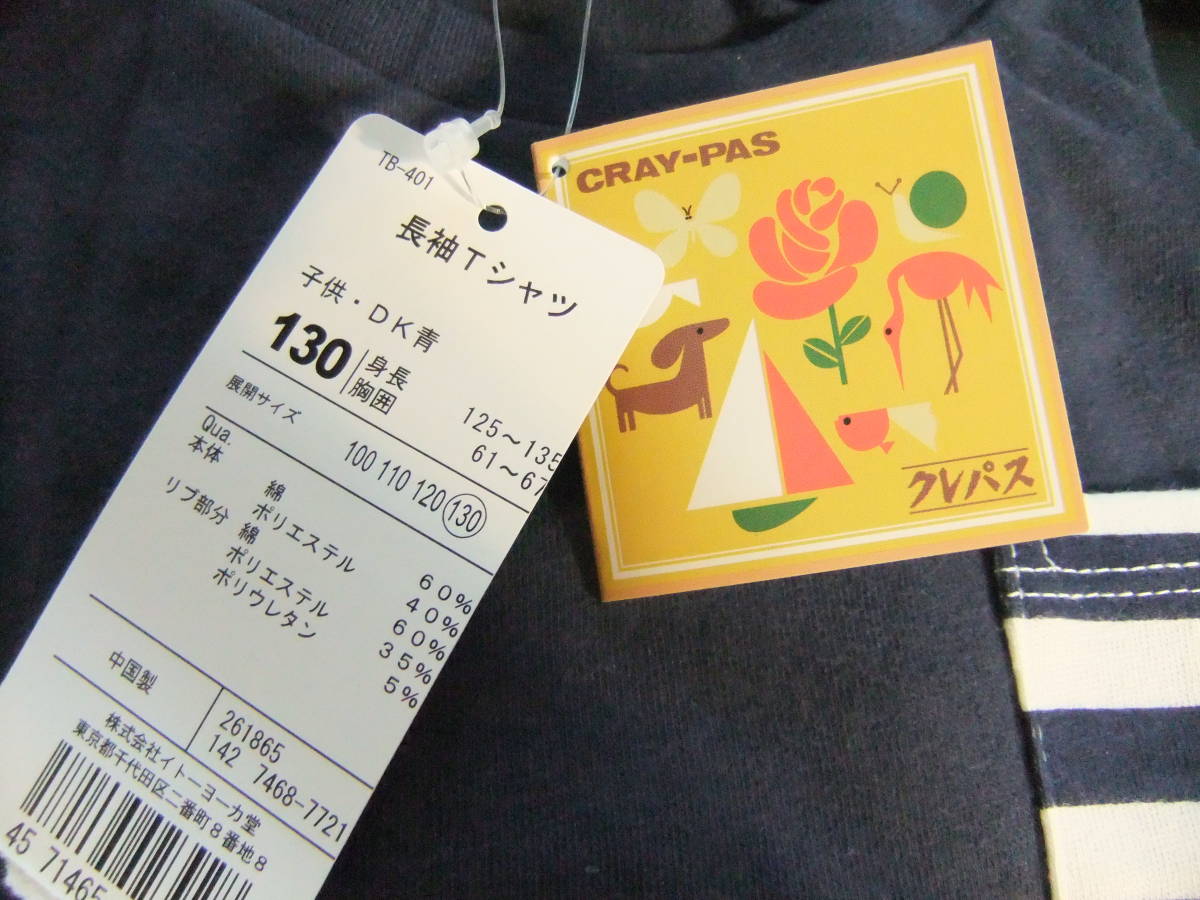 TB-401
長袖Tシャツ
子供・DK青
130 身長 125～135
胸囲 61～67
展開サイズ 100 110 120 130
Qua.
本体 綿 60%
ポリエステル 40%
リブ部分 綿 60%
ポリエステル 35%
ポリウレタン 5%
中国製 261865
142 7468-7721
株式会社イトーヨーカ堂
東京都千代田区二番町8番地8
45 71465
CRAY-PAS
クレパス